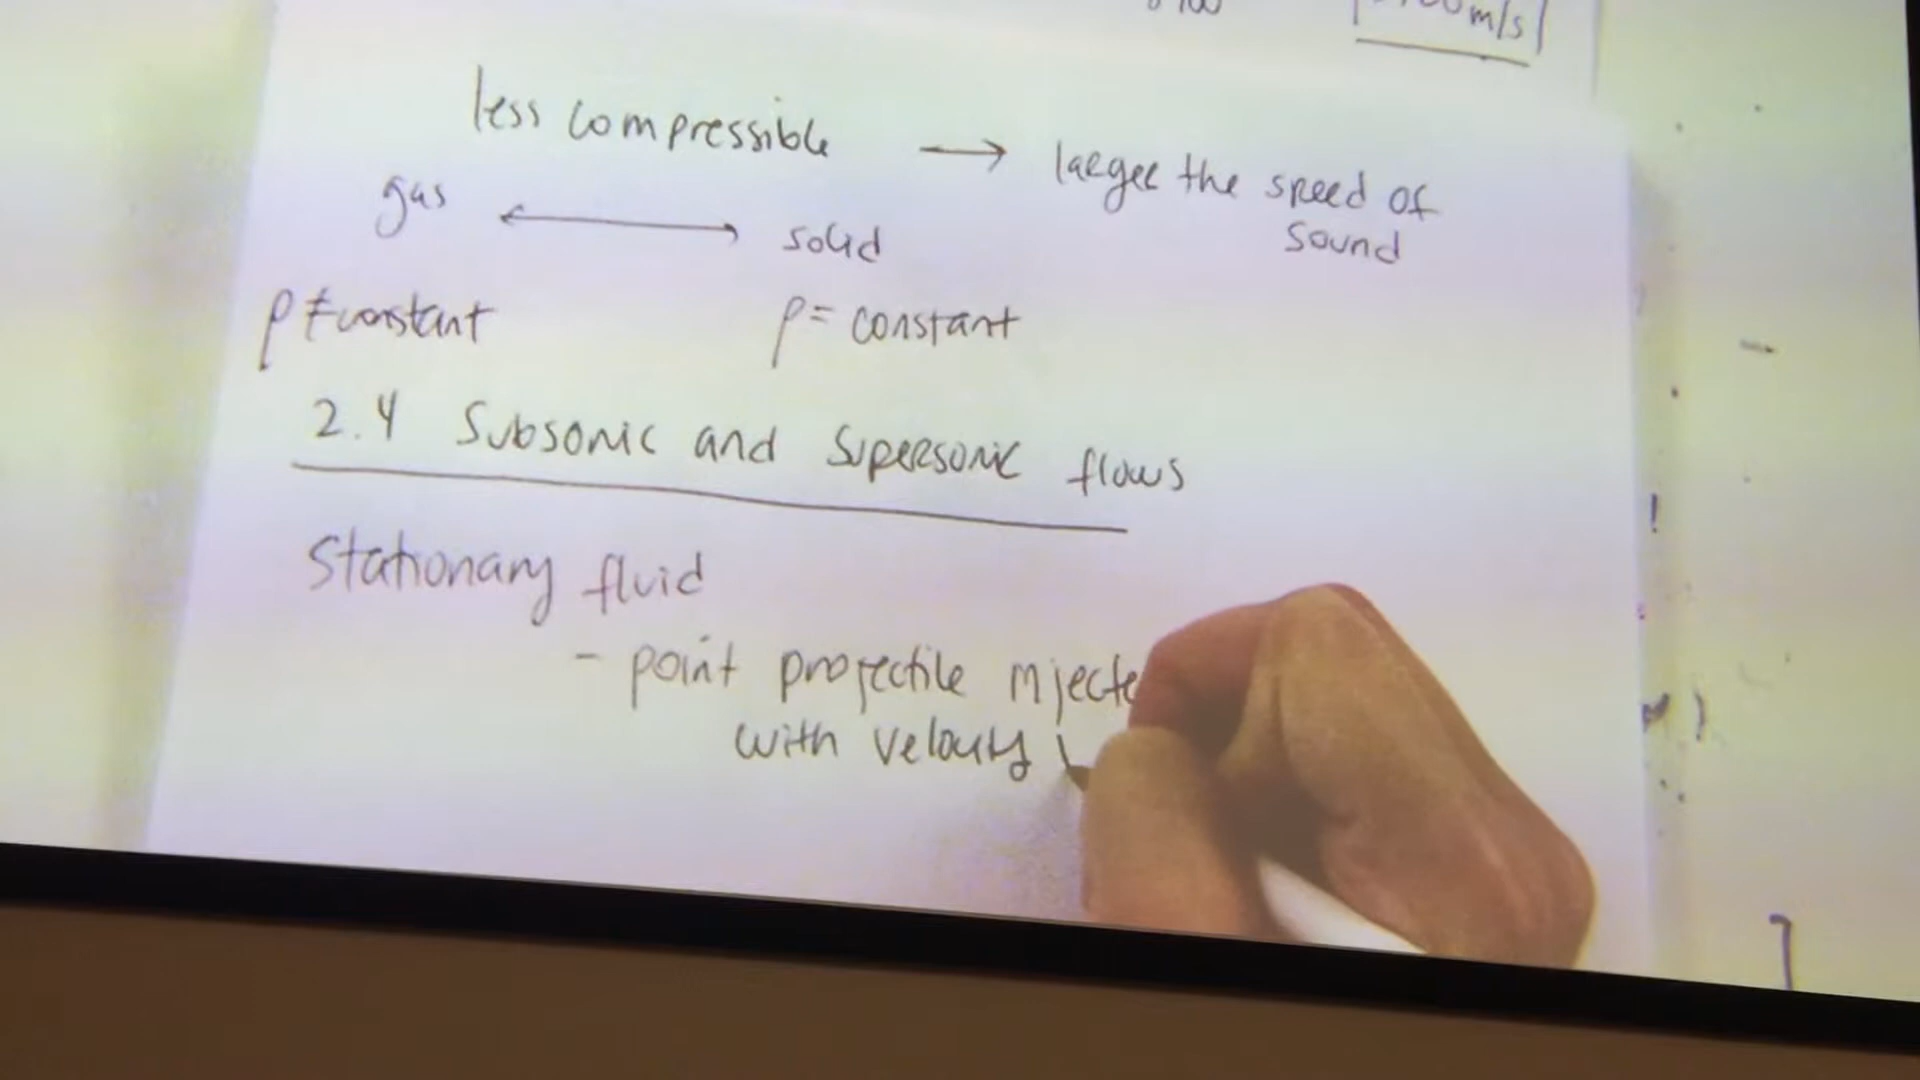 m/s
less compressible → larger the speed of
sound
gas ↔ solid
ρ ≠ constant ρ = constant
2.4 Subsonic and Supersonic flows
Stationary fluid
- point projectile injecte
with velocity
!
]